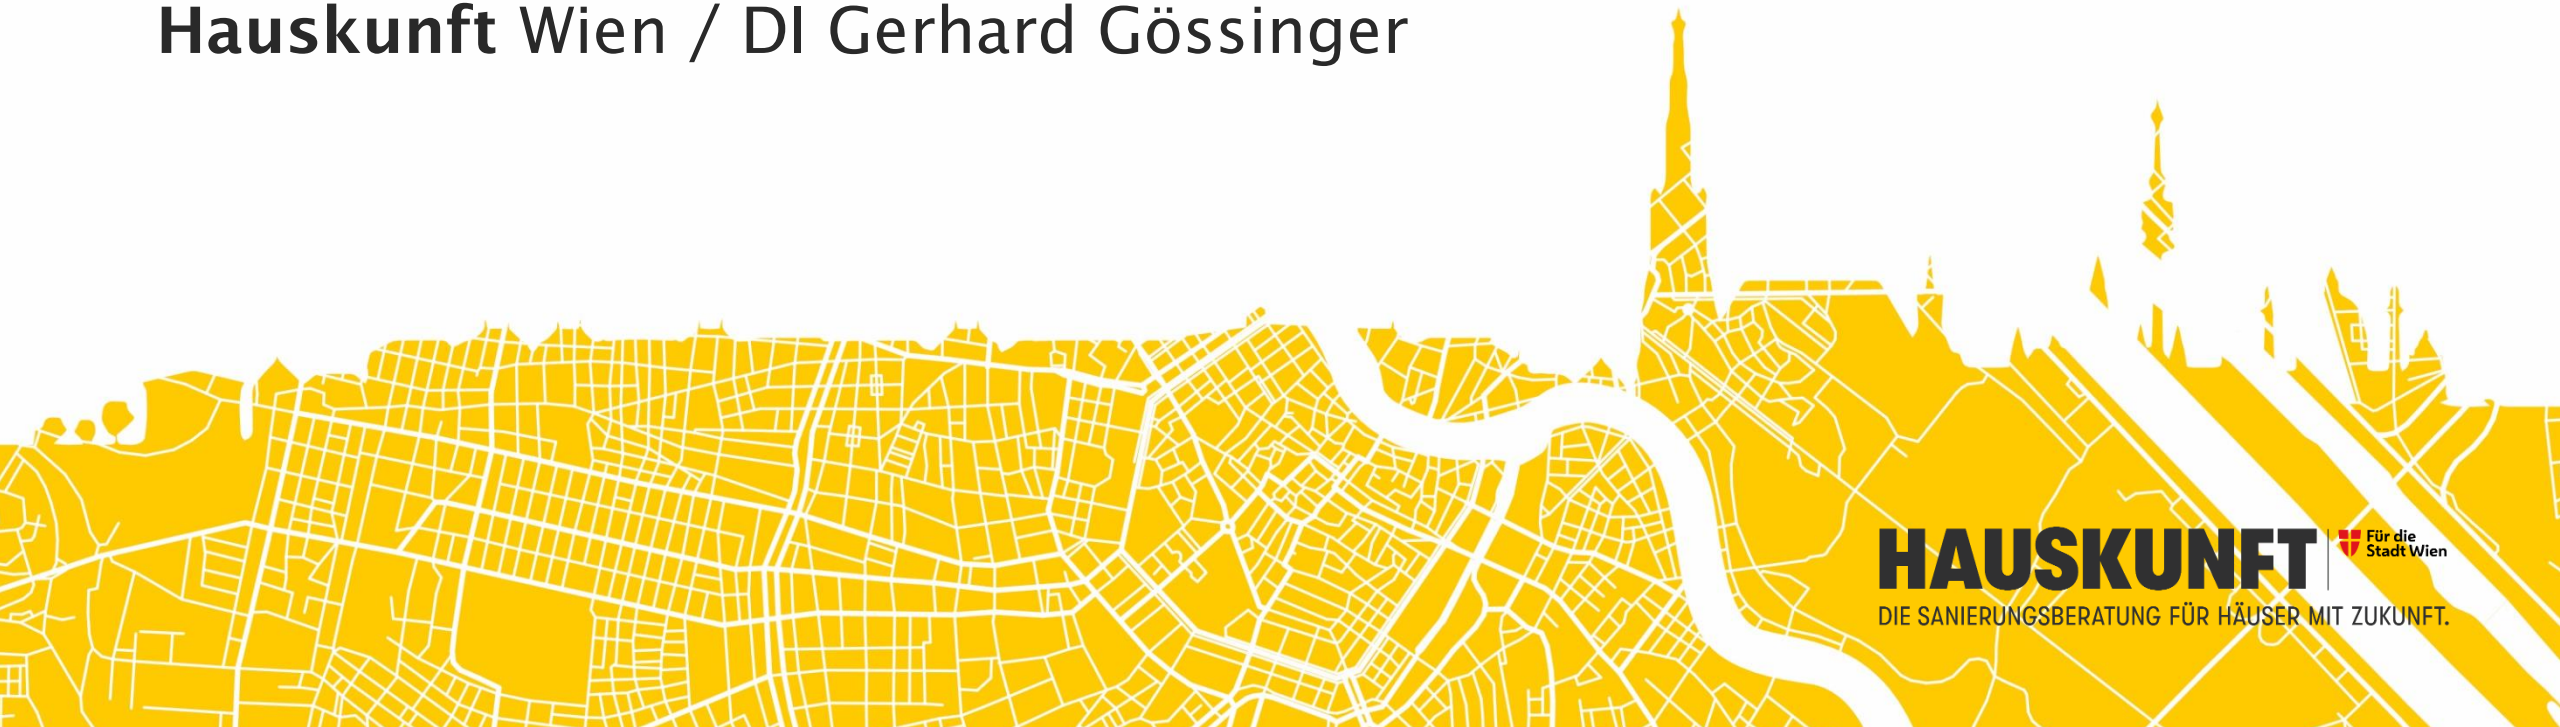 Hauskunft Wien / DI Gerhard Gössinger
HAUSKUNFT
Für die
Stadt Wien
DIE SANIERUNGSBERATUNG FÜR HÄUSER MIT ZUKUNFT.